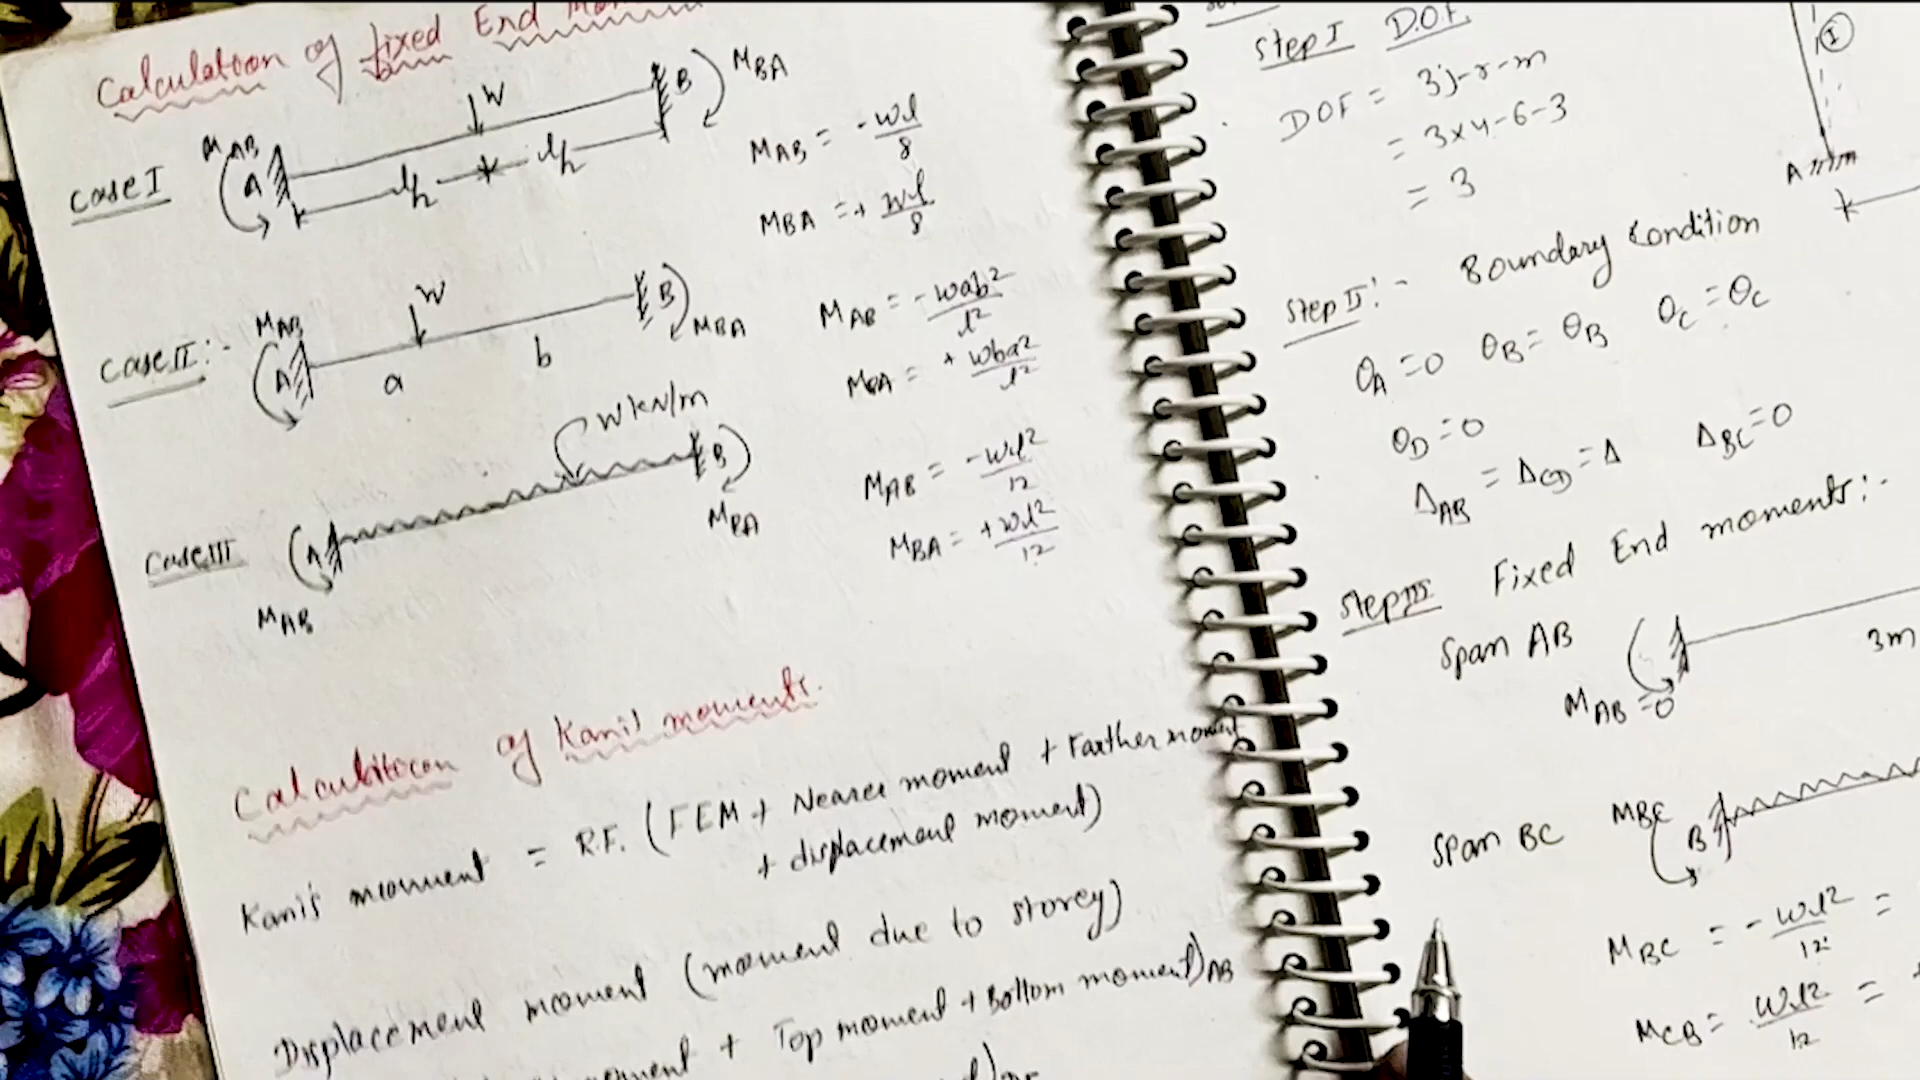 Calculation of fixed End
MAB
A
W
l/2
l/2
B
MBA
Case I
MAB = -wl/8
MBA = + wl/8
Case II :-
MAB
A
W
a
b
B
MBA
MAB = -wab²/l²
MBA = + wba²/l²
W kN/m
Case III
A
MAB
B
MBA
MAB = -wl²/12
MBA = +wl²/12
of Kani's moments.
Kani's moment = R.F. (FEM + Nearer moment + Farther moment
+ displacement moment)
Displacement moment (moment due to storey)
+ Top moment + Bottom moment)AB
Step I D.O.F.
DOF = 3j-r-m
= 3x4-6-3
= 3
I
A
Step II :- Boundary Condition
θA = 0 θB = θB θC = θC
θD = 0
ΔAB = ΔCD = Δ ΔBC = 0
Step III Fixed End moments :-
Span AB
3m
MAB = 0
Span BC
MBC
B
MBC = - wl²/12 =
MCB = wl²/12 =